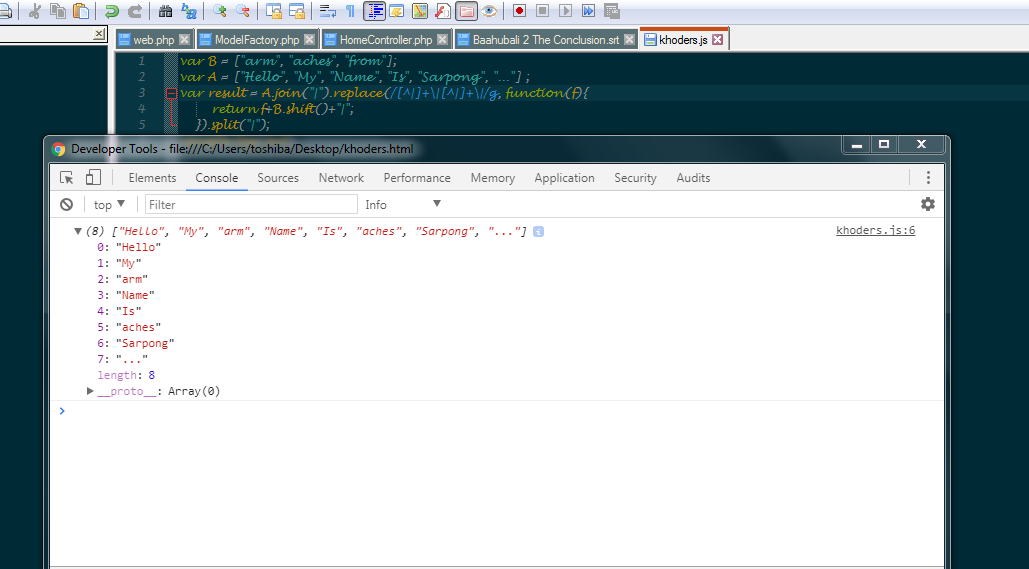 web.php ModelFactory.php HomeController.php Baahubali 2 The Conclusion.srt khoders.js
1 var B = ["arm", "aches", "from"];
2 var A = ["Hello", "My", "Name", "Is", "Sarpong", "..."] ;
3 var result = A.join("|").replace(/[^|]+\|[^|]+\|/g, function(f){
4 return f+B.shift()+"|";
5 }).split("|");
Developer Tools - file:///C:/Users/toshiba/Desktop/khoders.html
Elements Console Sources Network Performance Memory Application Security Audits
top ▼ Filter Info ▼
▼ (8) ["Hello", "My", "arm", "Name", "Is", "aches", "Sarpong", "..."] i khoders.js:6
0: "Hello"
1: "My"
2: "arm"
3: "Name"
4: "Is"
5: "aches"
6: "Sarpong"
7: "..."
length: 8
▶ __proto__: Array(0)
>